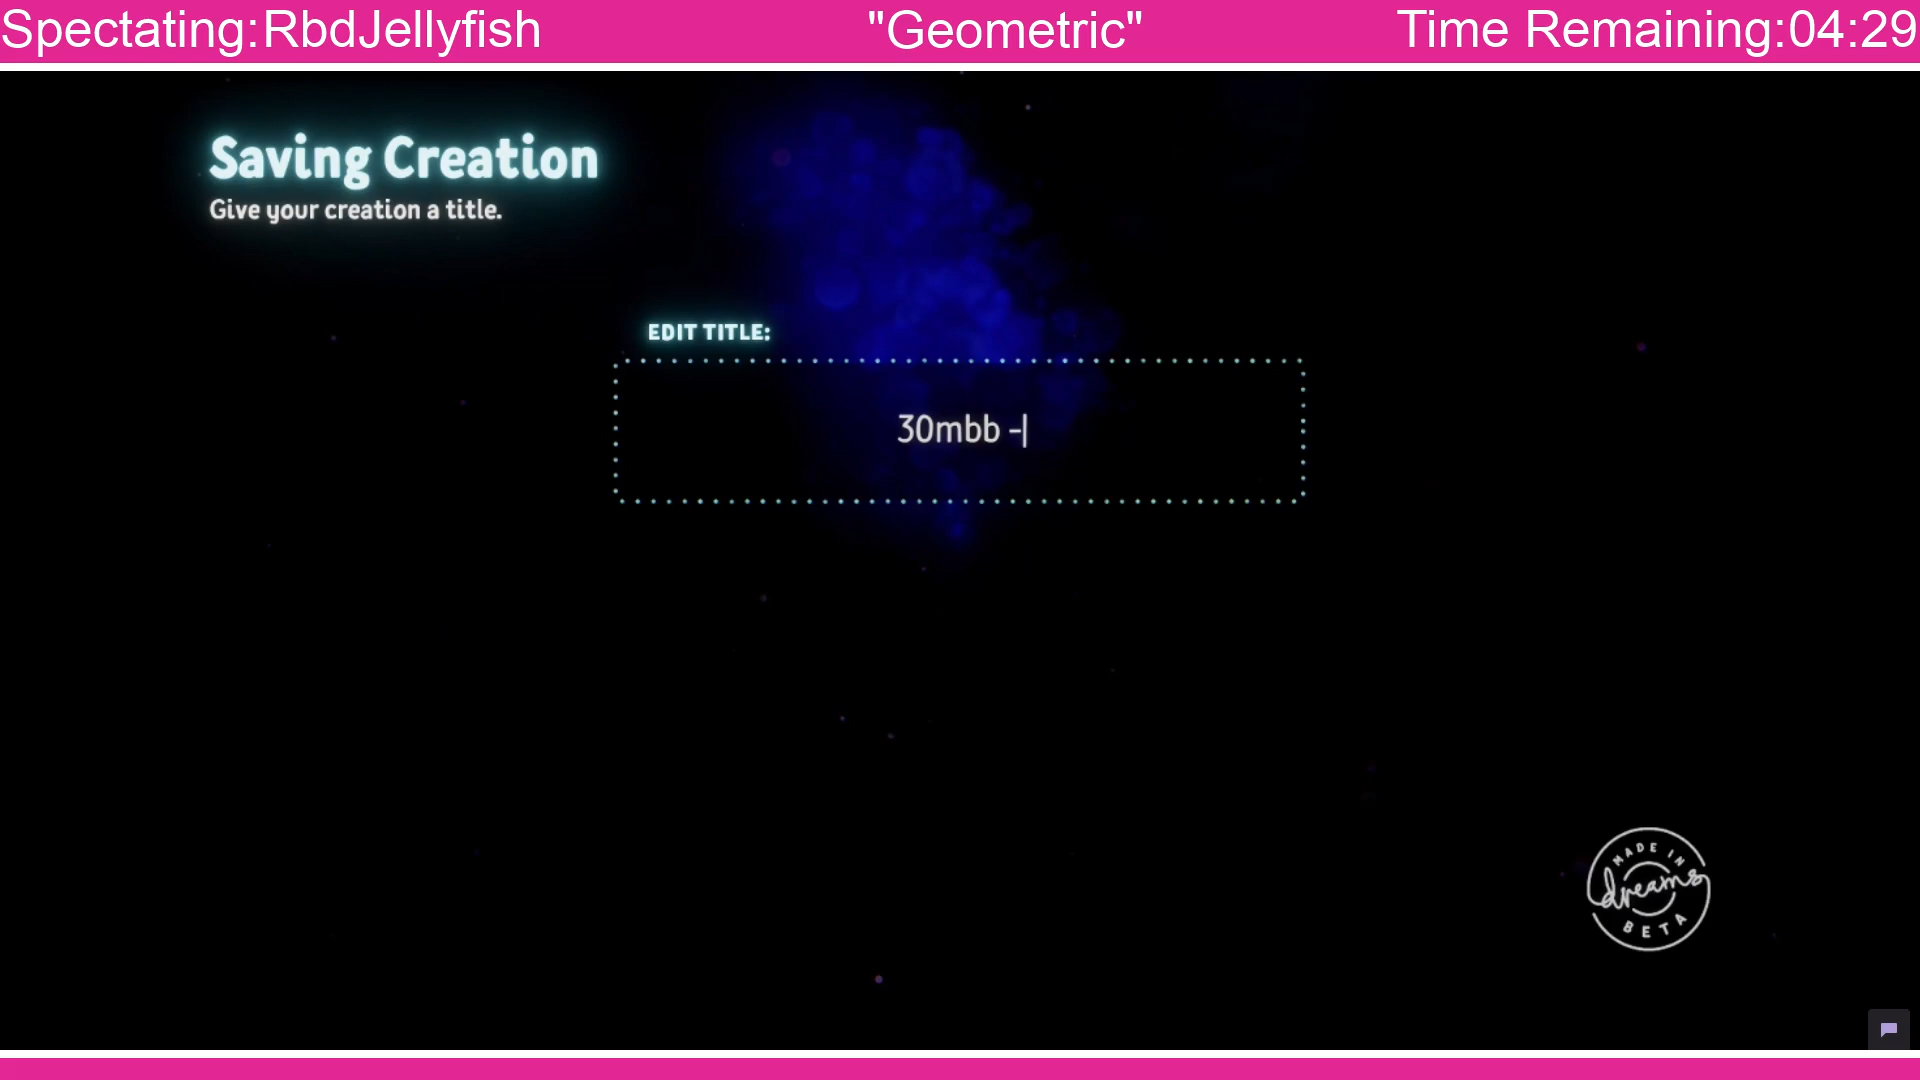 Spectating:RbdJellyfish
"Geometric"
Time Remaining:04:29
Saving Creation
Give your creation a title.
EDIT TITLE:
30mbb -
MADE IN
dreams
BETA